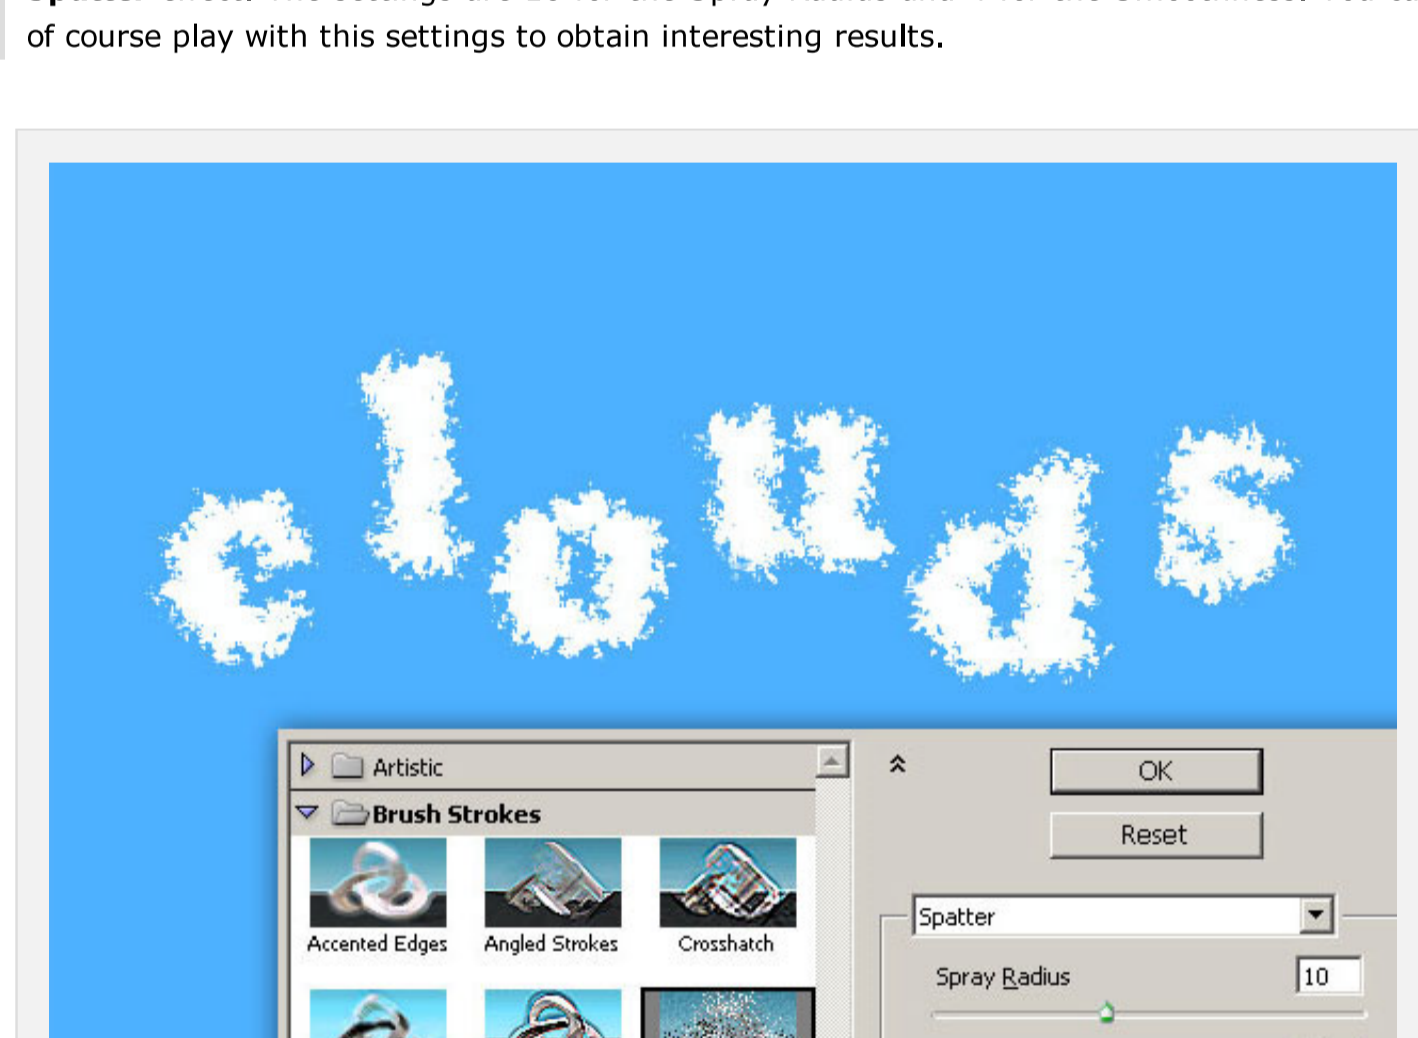 of course play with this settings to obtain interesting results.
clouds
Artistic
OK
Brush Strokes
Reset
Accented Edges
Angled Strokes
Crosshatch
Spatter
Spray Radius
10